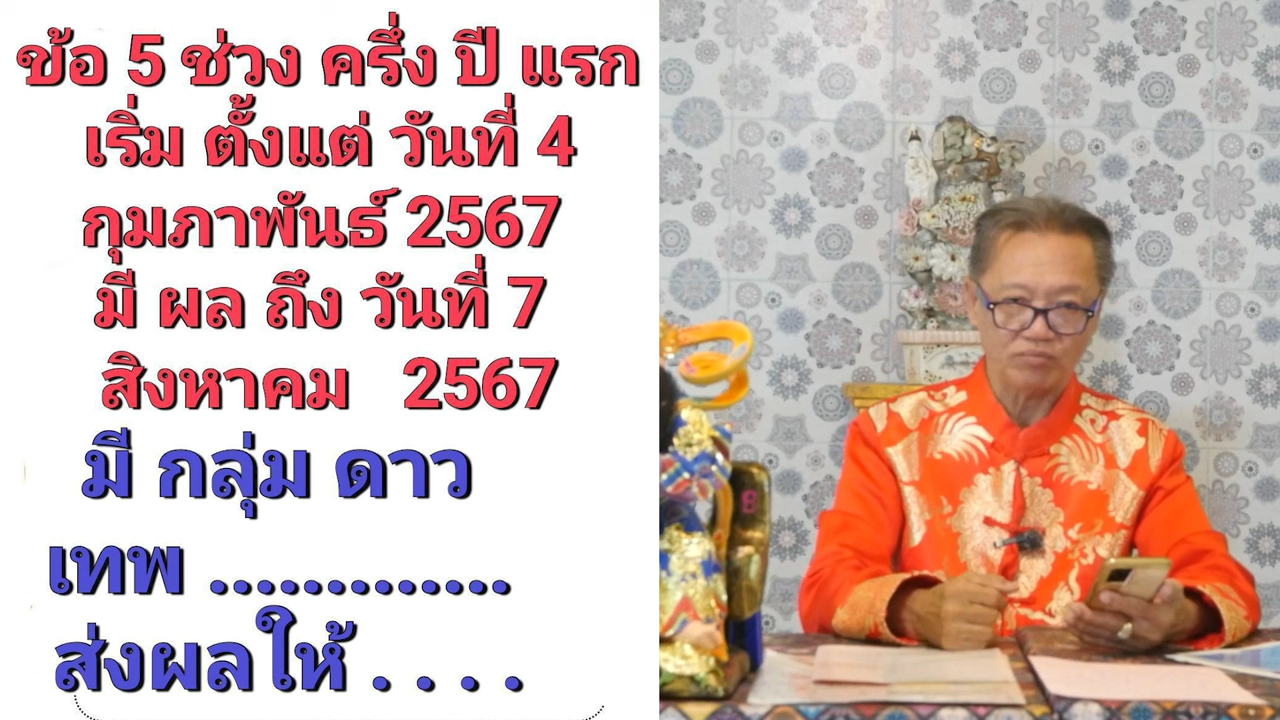 ข้อ 5 ช่วง ครึ่ง ปี แรก
เริ่ม ตั้งแต่ วันที่ 4
กุมภาพันธ์ 2567
มี ผล ถึง วันที่ 7
สิงหาคม 2567
มี กลุ่ม ดาว
เทพ .............
ส่งผลให้ . . . .